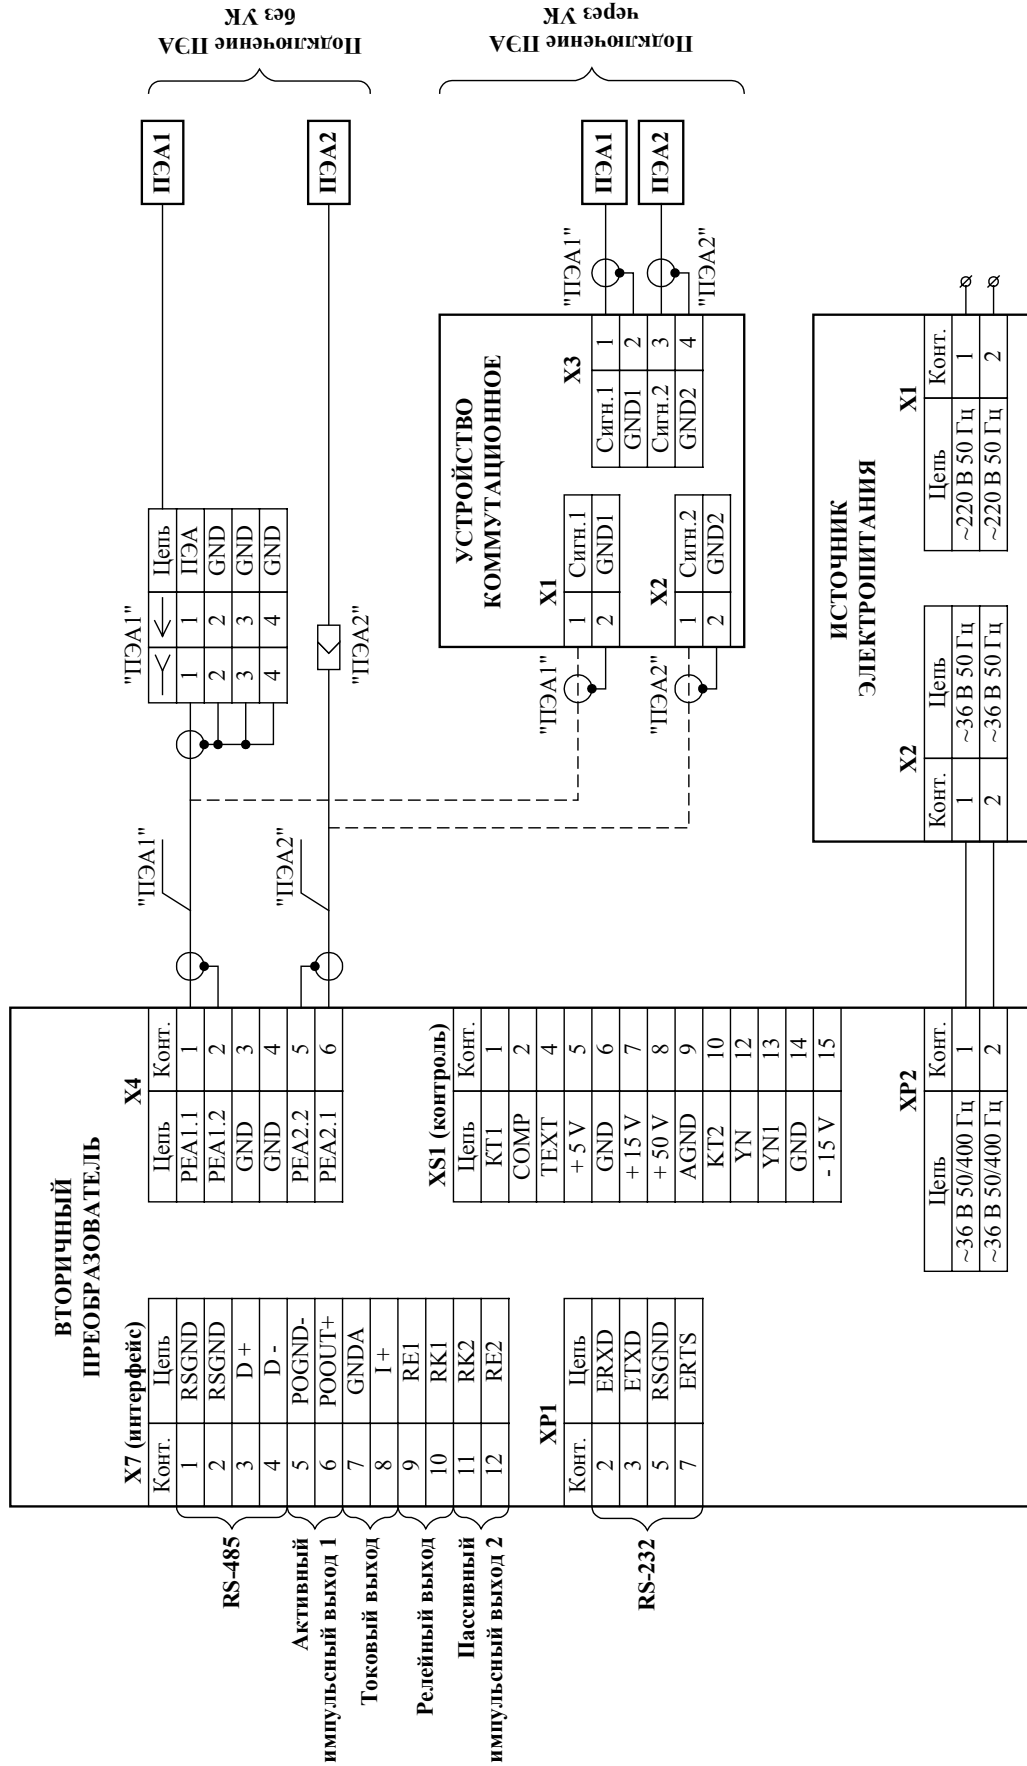 ВТОРИЧНЫЙ
ПРЕОБРАЗОВАТЕЛЬ
X7 (интерфейс)
Конт. Цепь
1 RSGND
2 RSGND
3 D +
4 D -
5 POGND-
6 POOUT+
7 GNDA
8 I +
9 RE1
10 RK1
11 RK2
12 RE2
RS-485
Активный
импульсный выход 1
Токовый выход
Релейный выход
Пассивный
импульсный выход 2
XP1
Конт. Цепь
2 ERXD
3 ETXD
5 RSGND
7 ERTS
RS-232
X4
Цепь Конт.
PEA1.1 1
PEA1.2 2
GND 3
GND 4
PEA2.2 5
PEA2.1 6
XS1 (контроль)
Цепь Конт.
KT1 1
COMP 2
TEXT 4
+ 5 V 5
GND 6
+ 15 V 7
+ 50 V 8
AGND 9
KT2 10
YN 12
YN1 13
GND 14
- 15 V 15
XP2
Цепь Конт.
~36 В 50/400 Гц 1
~36 В 50/400 Гц 2
"ПЭА1"
"ПЭА2"
"ПЭА1"
Цепь
1 1 ПЭА
2 2 GND
3 3 GND
4 4 GND
"ПЭА2"
ПЭА1
ПЭА2
Подключение ПЭА
без УК
УСТРОЙСТВО
КОММУТАЦИОННОЕ
"ПЭА1"
X1
1 Сигн.1
2 GND1
"ПЭА2"
X2
1 Сигн.2
2 GND2
X3
Сигн.1 1
GND1 2
Сигн.2 3
GND2 4
"ПЭА1"
"ПЭА2"
ПЭА1
ПЭА2
Подключение ПЭА
через УК
ИСТОЧНИК
ЭЛЕКТРОПИТАНИЯ
X2
Конт. Цепь
1 ~36 В 50 Гц
2 ~36 В 50 Гц
X1
Цепь Конт.
~220 В 50 Гц 1
~220 В 50 Гц 2